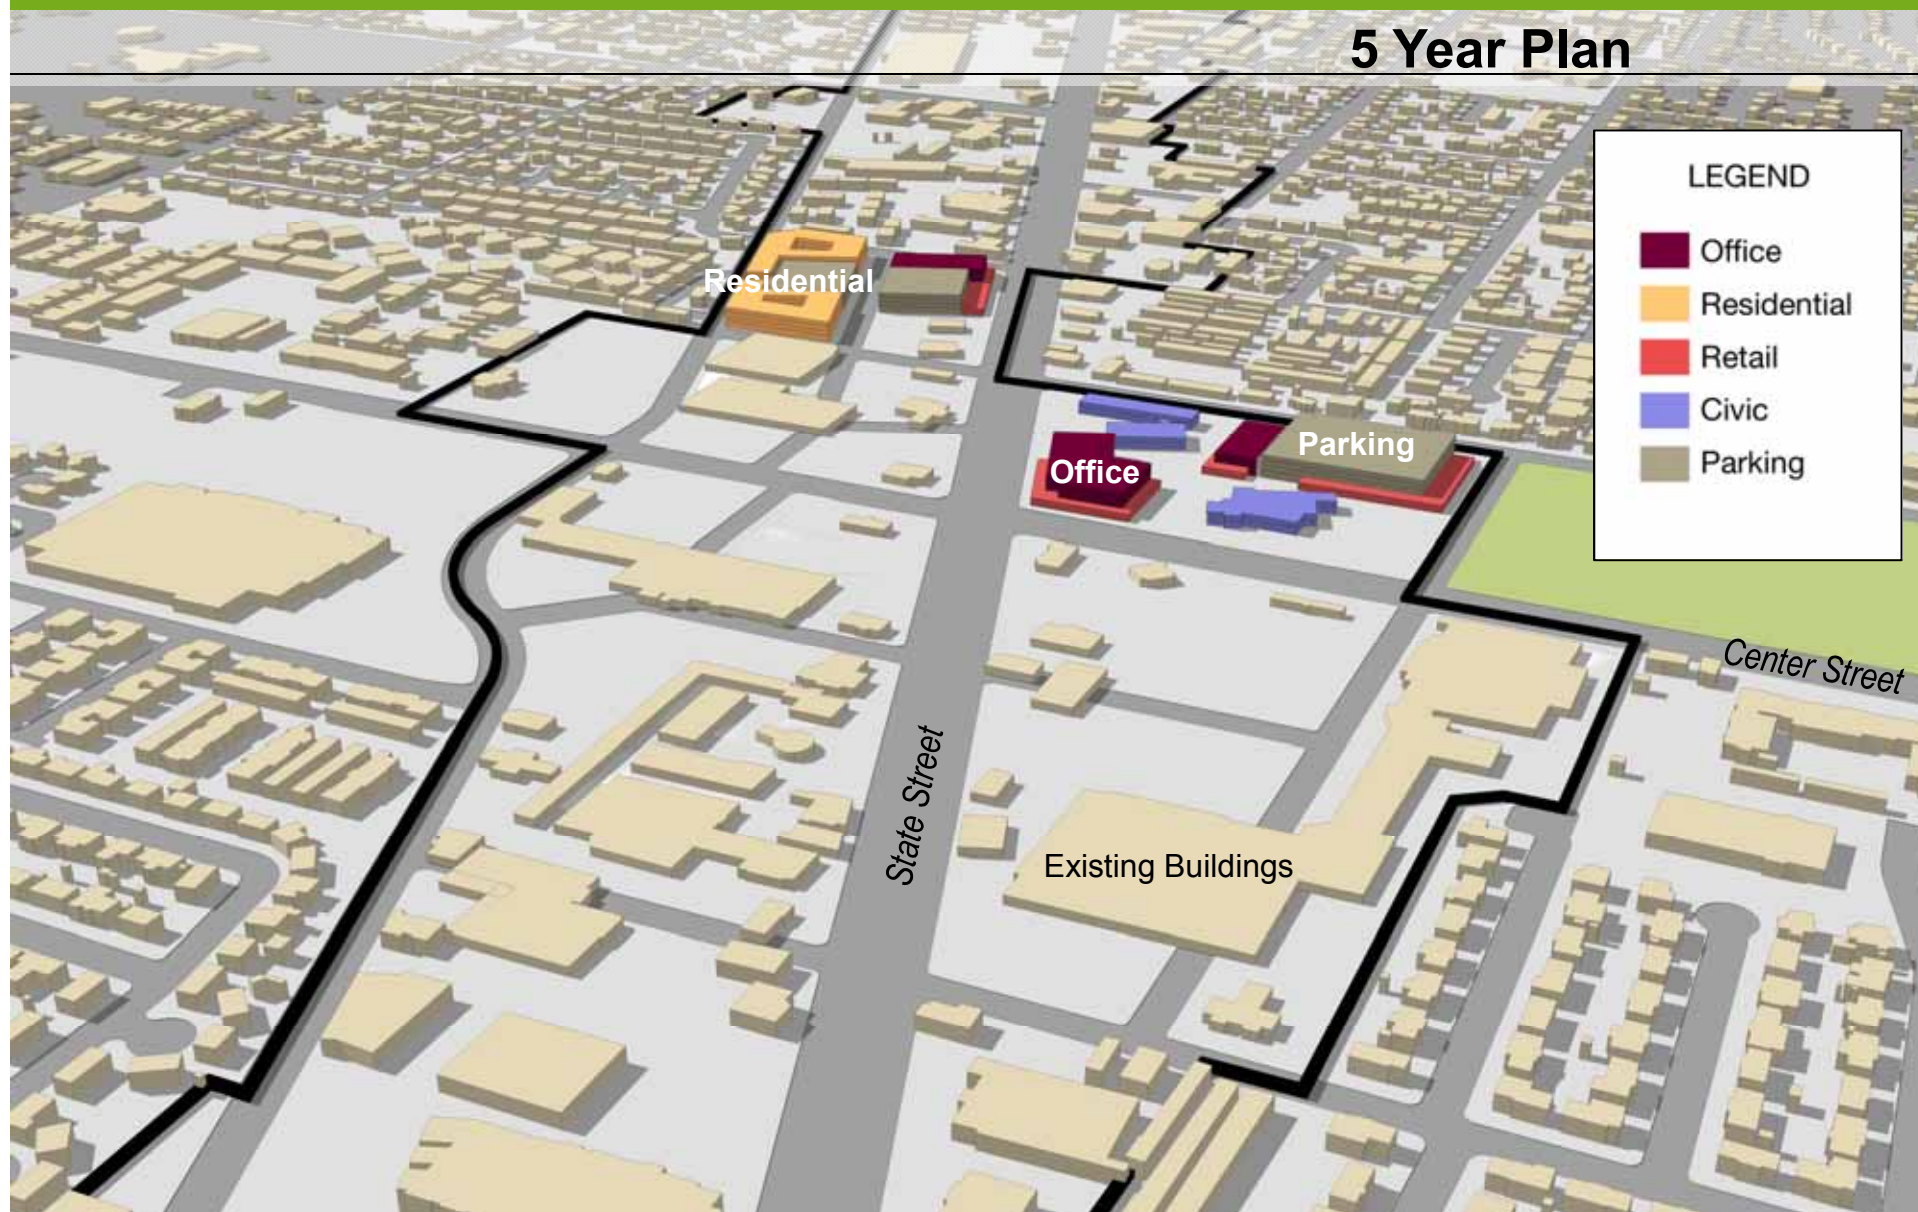 5 Year Plan
LEGEND
Office
Residential
Retail
Civic
Parking
Residential
Parking
Office
Center Street
State Street
Existing Buildings